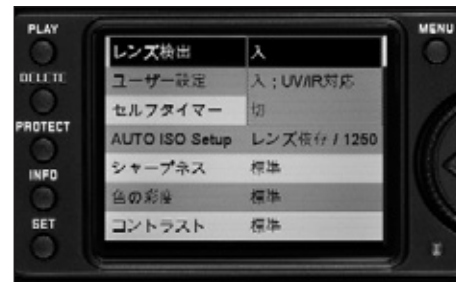 PLAY
MENU
レンズ検出 入
DELETE
ユーザー設定 入；UV/IR対応
セルフタイマー 切
PROTECT
AUTO ISO Setup レンズ依存 / 1250
シャープネス 標準
INFO
色の彩度 標準
SET
コントラスト 標準